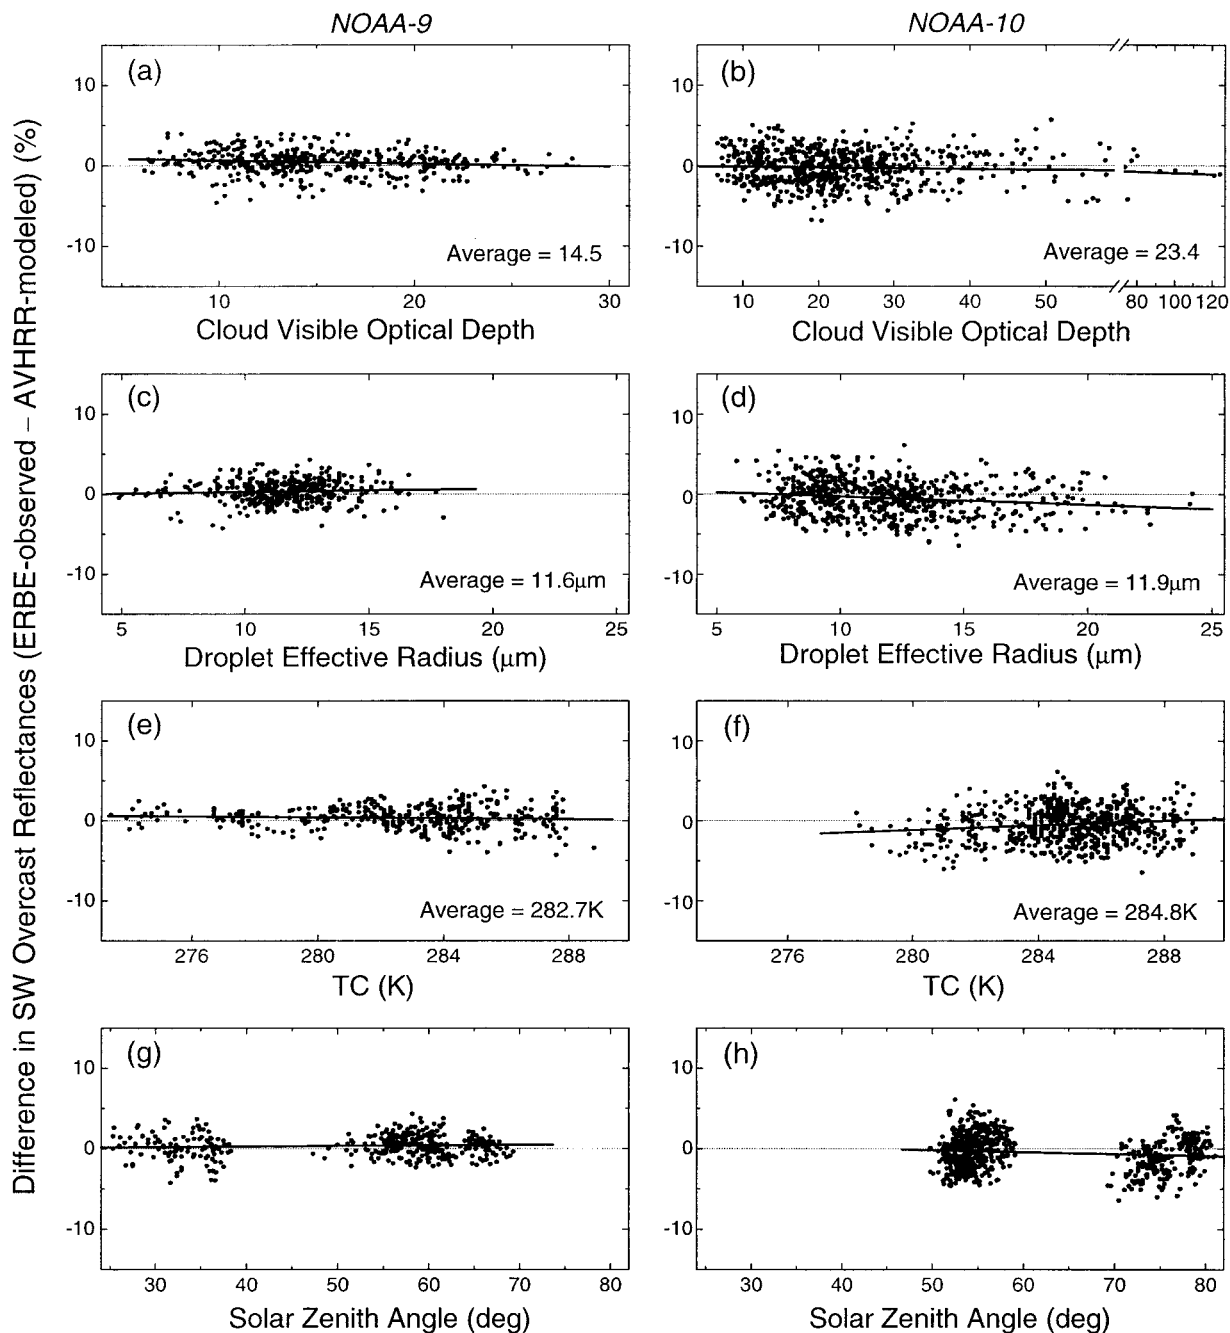 NOAA-9
NOAA-10
Difference in SW Overcast Reflectances (ERBE-observed – AVHRR-modeled) (%)
(a)
10
0
-10
Average = 14.5
10 20 30
Cloud Visible Optical Depth
(b)
10
0
-10
Average = 23.4
10 20 30 40 50 80 100 120
Cloud Visible Optical Depth
(c)
10
0
-10
Average = 11.6μm
5 10 15 20 25
Droplet Effective Radius (μm)
(d)
10
0
-10
Average = 11.9μm
5 10 15 20 25
Droplet Effective Radius (μm)
(e)
10
0
-10
Average = 282.7K
276 280 284 288
TC (K)
(f)
10
0
-10
Average = 284.8K
276 280 284 288
TC (K)
(g)
10
0
-10
30 40 50 60 70 80
Solar Zenith Angle (deg)
(h)
10
0
-10
30 40 50 60 70 80
Solar Zenith Angle (deg)